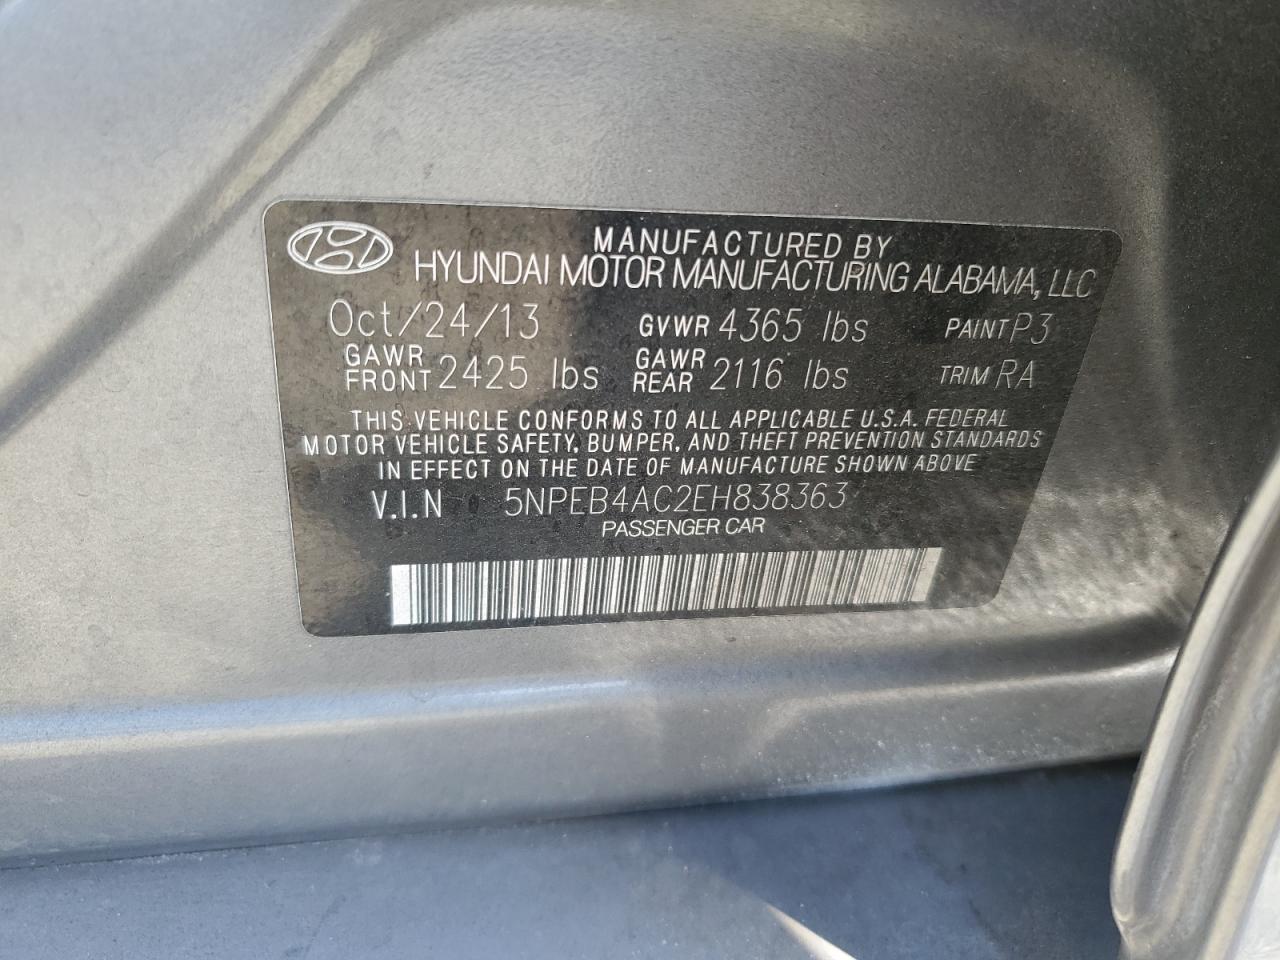 MANUFACTURED BY
HYUNDAI MOTOR MANUFACTURING ALABAMA, LLC
Oct/24/13 GVWR 4365 lbs PAINT P3
GAWR FRONT 2425 lbs GAWR REAR 2116 lbs TRIM RA
THIS VEHICLE CONFORMS TO ALL APPLICABLE U.S.A. FEDERAL
MOTOR VEHICLE SAFETY, BUMPER, AND THEFT PREVENTION STANDARDS
IN EFFECT ON THE DATE OF MANUFACTURE SHOWN ABOVE
V.I.N 5NPEB4AC2EH838363
PASSENGER CAR